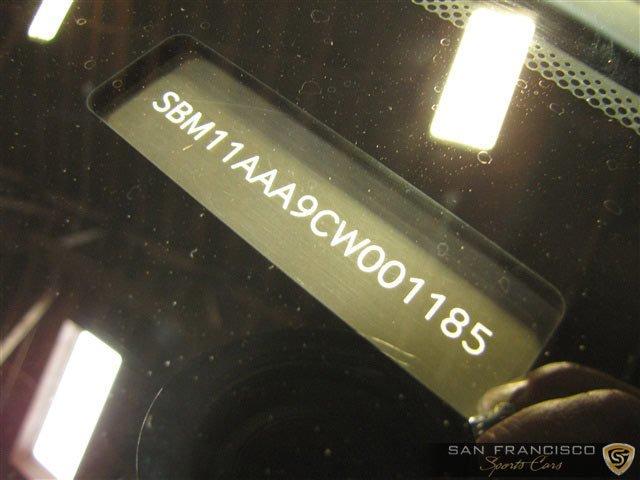 SBM11AAA9CW001185
SAN FRANCISCO
Sports Cars